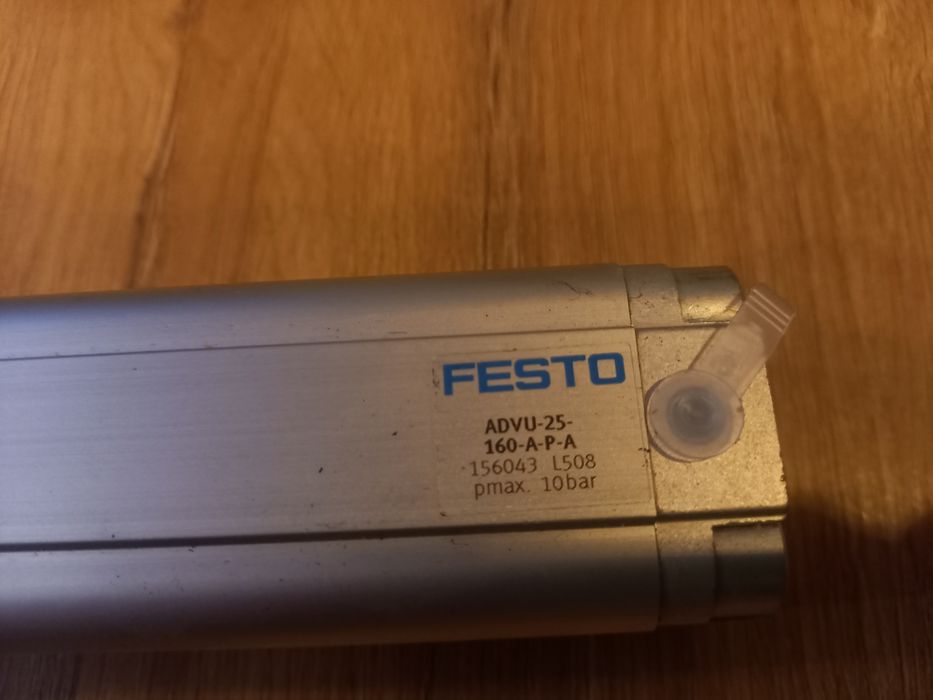 FESTO
ADVU-25-
160-A-P-A
156043 L508
pmax. 10bar